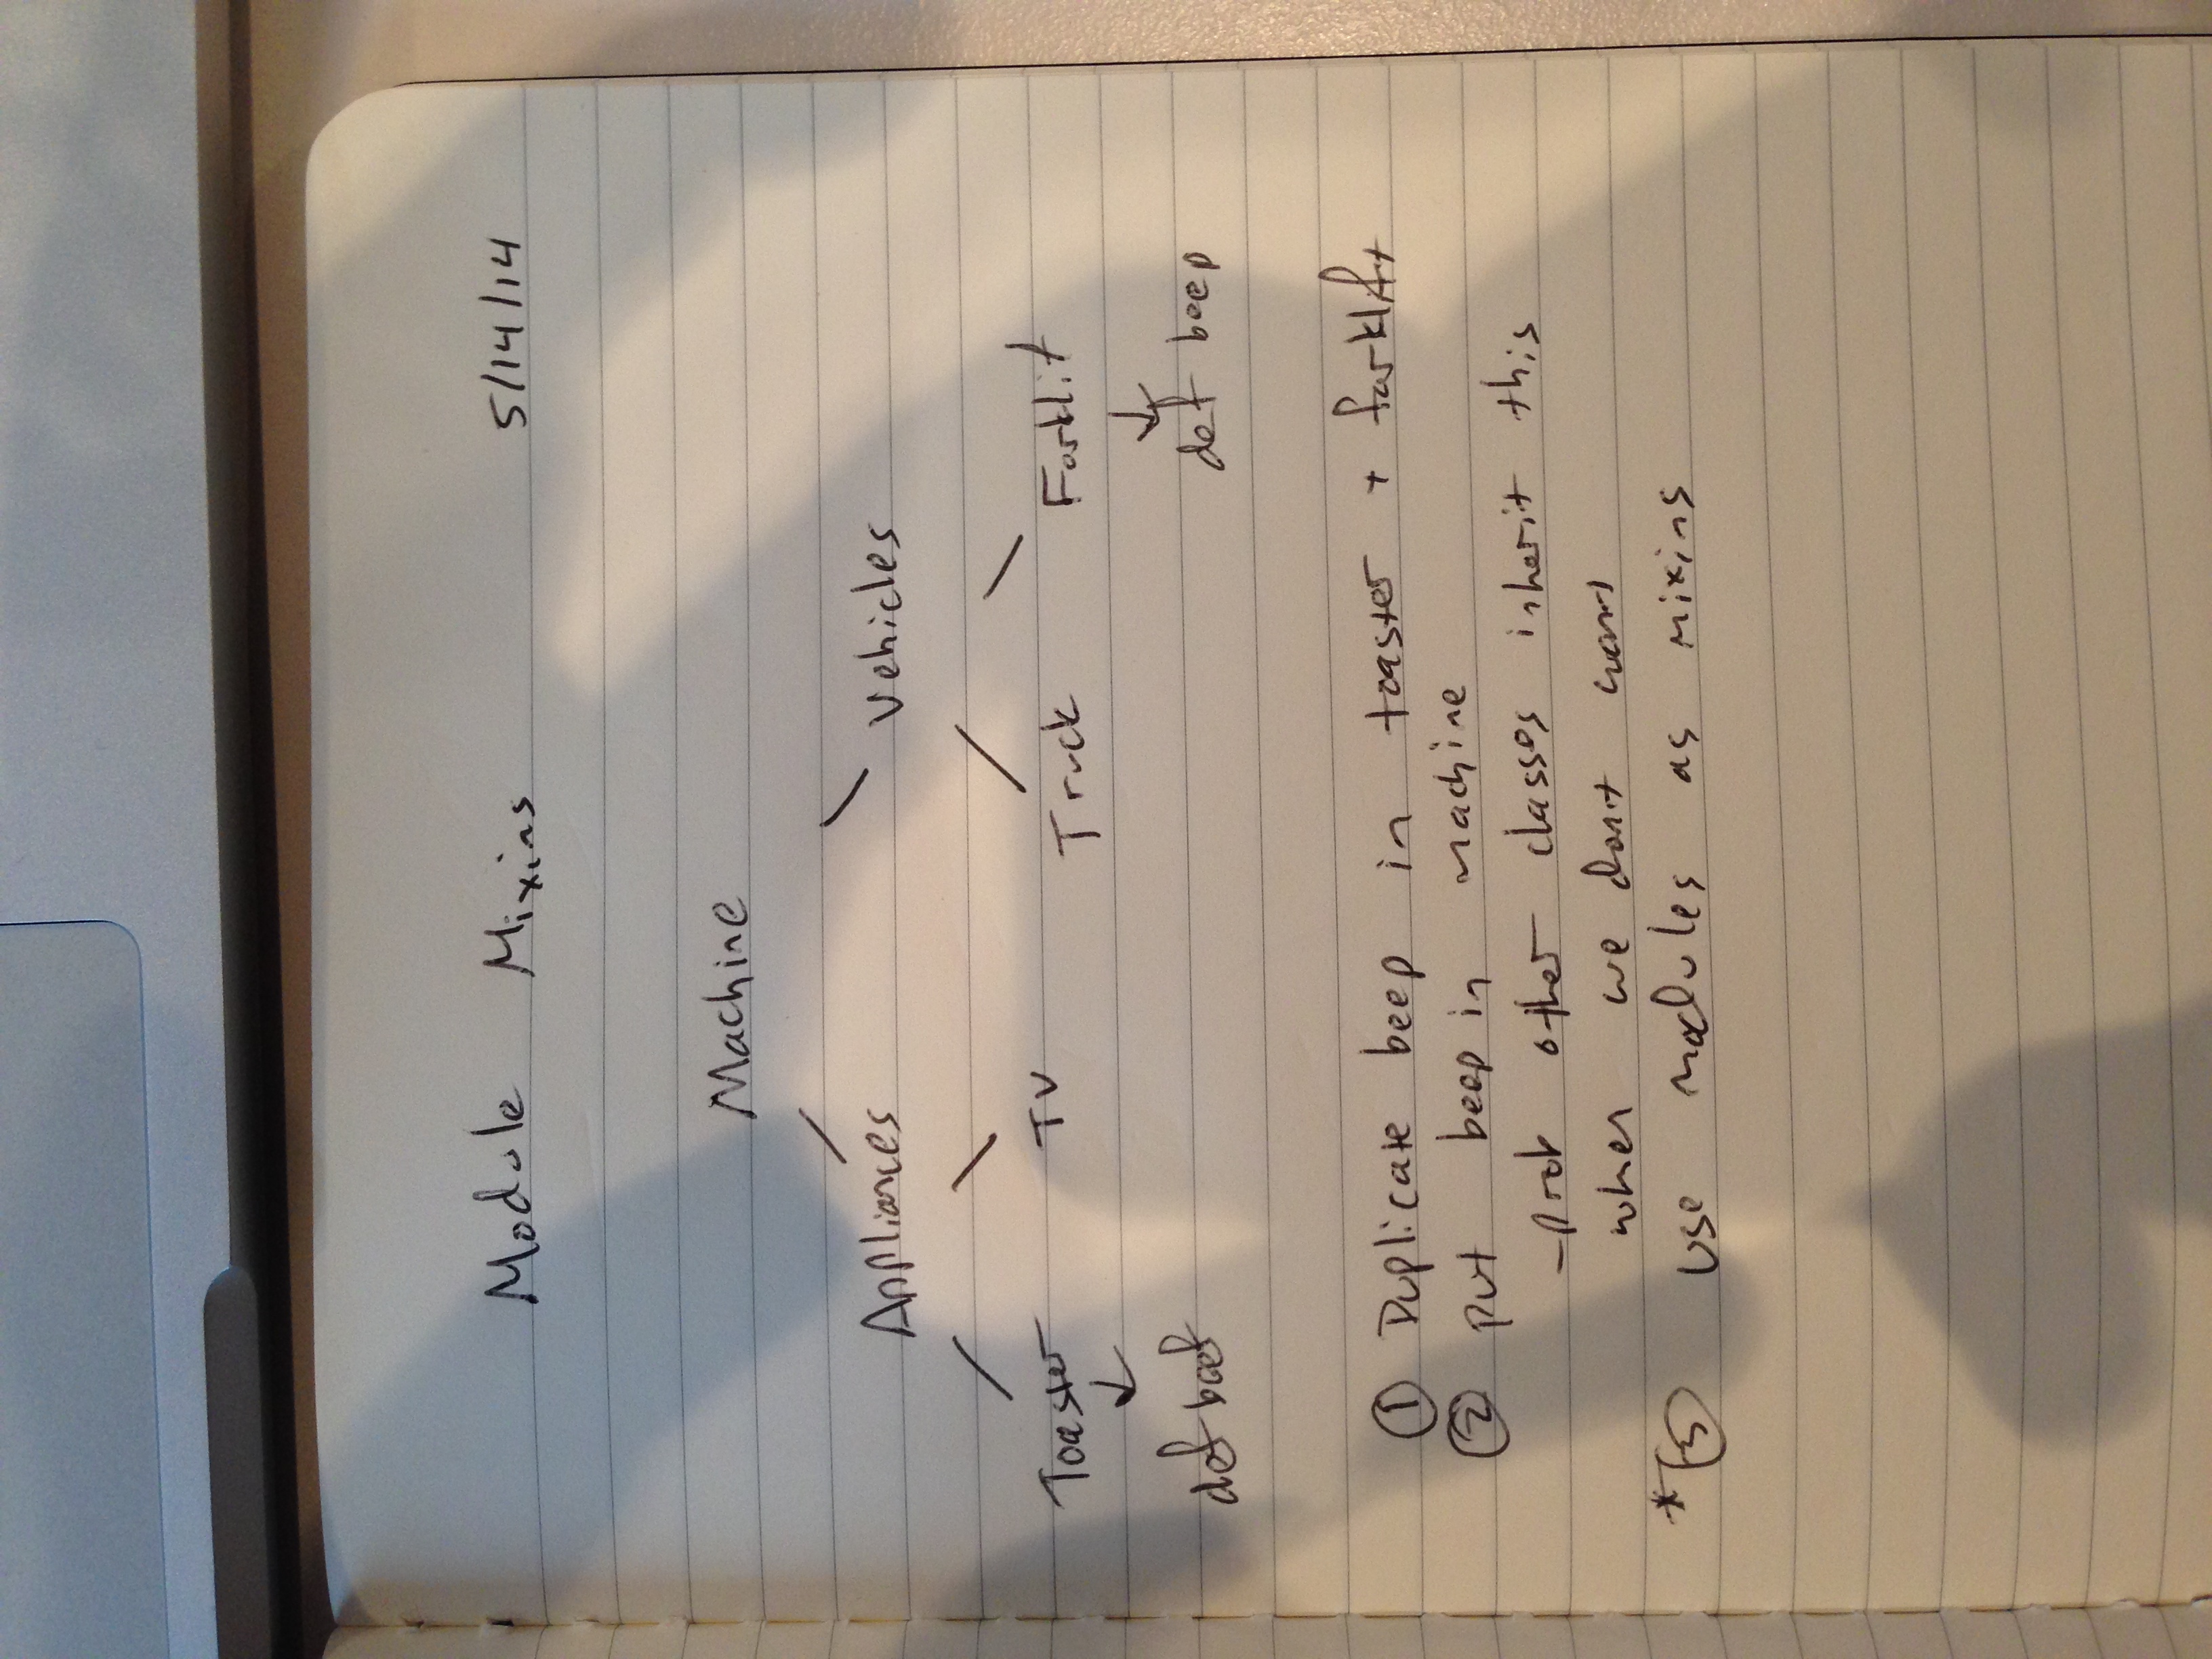 Module Mixins 5/14/14
Machine
Appliances Vehicles
Toaster TV Truck Forklit
def beef def beep
① Duplicate beep in toaster + forklift
② put beep in machine
- prob other classes inherit this
when we dont want
* ③ use modules as mixins